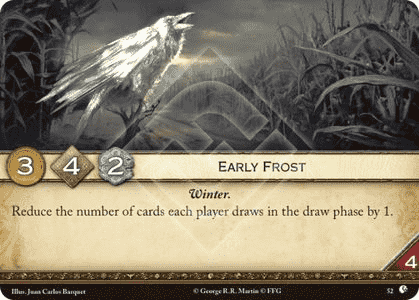 3 4 2 EARLY FROST
Winter.
Reduce the number of cards each player draws in the draw phase by 1.
4
Illus. Juan Carlos Barquet © George R.R. Martin © FFG 52